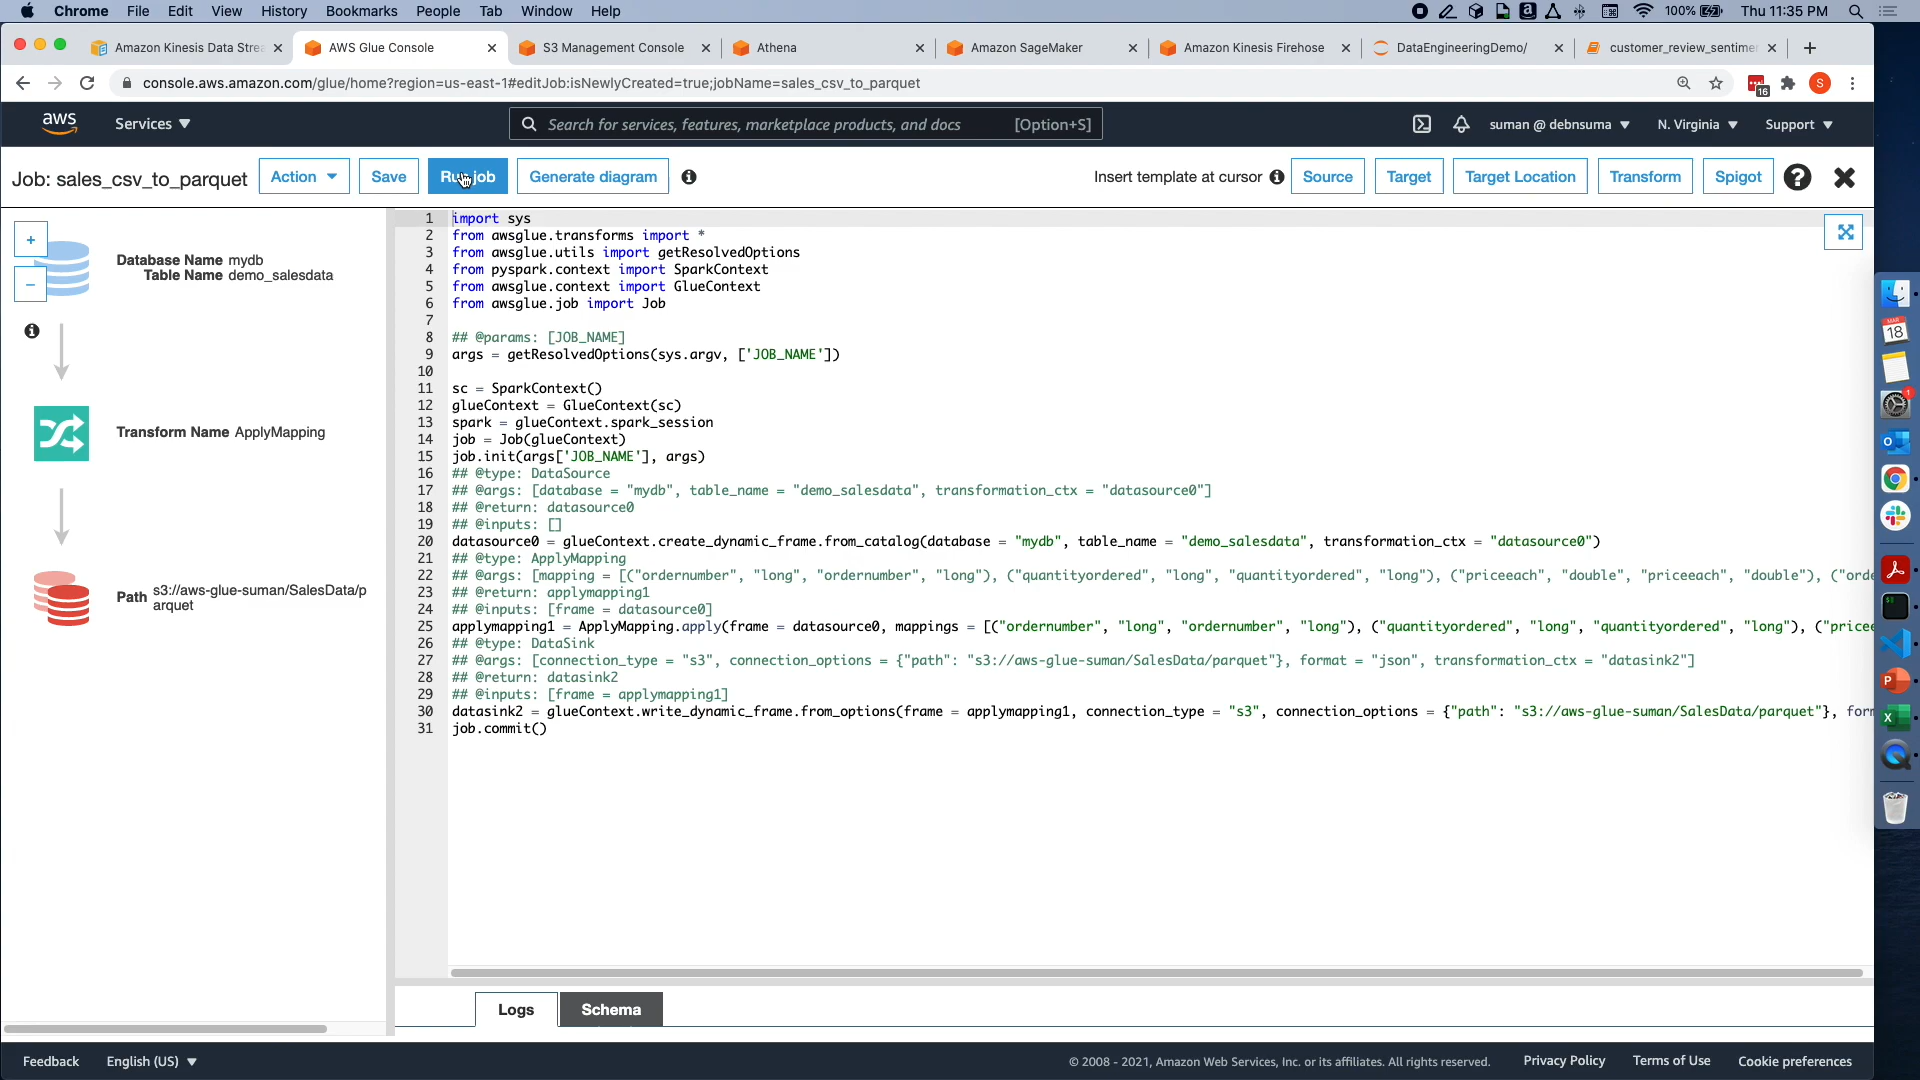 Chrome File Edit View History Bookmarks People Tab Window Help
100% Thu 11:35 PM
Amazon Kinesis Data Strea
AWS Glue Console
S3 Management Console
Athena
Amazon SageMaker
Amazon Kinesis Firehose
DataEngineeringDemo/
customer_review_sentime
console.aws.amazon.com/glue/home?region=us-east-1#editJob:isNewlyCreated=true;jobName=sales_csv_to_parquet
16
S
aws Services
Search for services, features, marketplace products, and docs [Option+S]
suman @ debnsuma N. Virginia Support
Job: sales_csv_to_parquet Action Save Run job Generate diagram
Insert template at cursor Source Target Target Location Transform Spigot
Database Name mydb
Table Name demo_salesdata
Transform Name ApplyMapping
Path s3://aws-glue-suman/SalesData/p
arquet
1 import sys
2 from awsglue.transforms import *
3 from awsglue.utils import getResolvedOptions
4 from pyspark.context import SparkContext
5 from awsglue.context import GlueContext
6 from awsglue.job import Job
7
8 ## @params: [JOB_NAME]
9 args = getResolvedOptions(sys.argv, ['JOB_NAME'])
10
11 sc = SparkContext()
12 glueContext = GlueContext(sc)
13 spark = glueContext.spark_session
14 job = Job(glueContext)
15 job.init(args['JOB_NAME'], args)
16 ## @type: DataSource
17 ## @args: [database = "mydb", table_name = "demo_salesdata", transformation_ctx = "datasource0"]
18 ## @return: datasource0
19 ## @inputs: []
20 datasource0 = glueContext.create_dynamic_frame.from_catalog(database = "mydb", table_name = "demo_salesdata", transformation_ctx = "datasource0")
21 ## @type: ApplyMapping
22 ## @args: [mapping = [("ordernumber", "long", "ordernumber", "long"), ("quantityordered", "long", "quantityordered", "long"), ("priceeach", "double", "priceeach", "double"), ("orde
23 ## @return: applymapping1
24 ## @inputs: [frame = datasource0]
25 applymapping1 = ApplyMapping.apply(frame = datasource0, mappings = [("ordernumber", "long", "ordernumber", "long"), ("quantityordered", "long", "quantityordered", "long"), ("pricee
26 ## @type: DataSink
27 ## @args: [connection_type = "s3", connection_options = {"path": "s3://aws-glue-suman/SalesData/parquet"}, format = "json", transformation_ctx = "datasink2"]
28 ## @return: datasink2
29 ## @inputs: [frame = applymapping1]
30 datasink2 = glueContext.write_dynamic_frame.from_options(frame = applymapping1, connection_type = "s3", connection_options = {"path": "s3://aws-glue-suman/SalesData/parquet"}, form
31 job.commit()
Logs Schema
MAR
18
1
Feedback English (US)
© 2008 - 2021, Amazon Web Services, Inc. or its affiliates. All rights reserved. Privacy Policy Terms of Use Cookie preferences